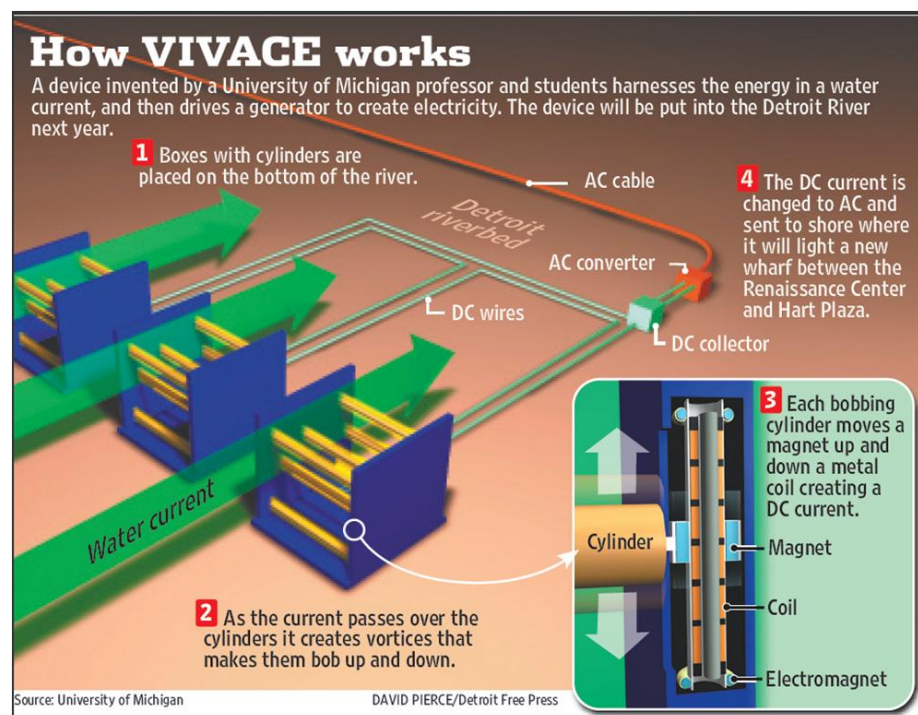 How VIVACE works
A device invented by a University of Michigan professor and students harnesses the energy in a water
current, and then drives a generator to create electricity. The device will be put into the Detroit River
next year.
1 Boxes with cylinders are
placed on the bottom of the river.
AC cable
4 The DC current is
changed to AC and
sent to shore where
it will light a new
wharf between the
Renaissance Center
and Hart Plaza.
Detroit
riverbed
AC converter
DC wires
DC collector
Water current
3 Each bobbing
cylinder moves a
magnet up and
down a metal
coil creating a
DC current.
Cylinder
Magnet
Coil
Electromagnet
2 As the current passes over the
cylinders it creates vortices that
makes them bob up and down.
Source: University of Michigan
DAVID PIERCE/Detroit Free Press